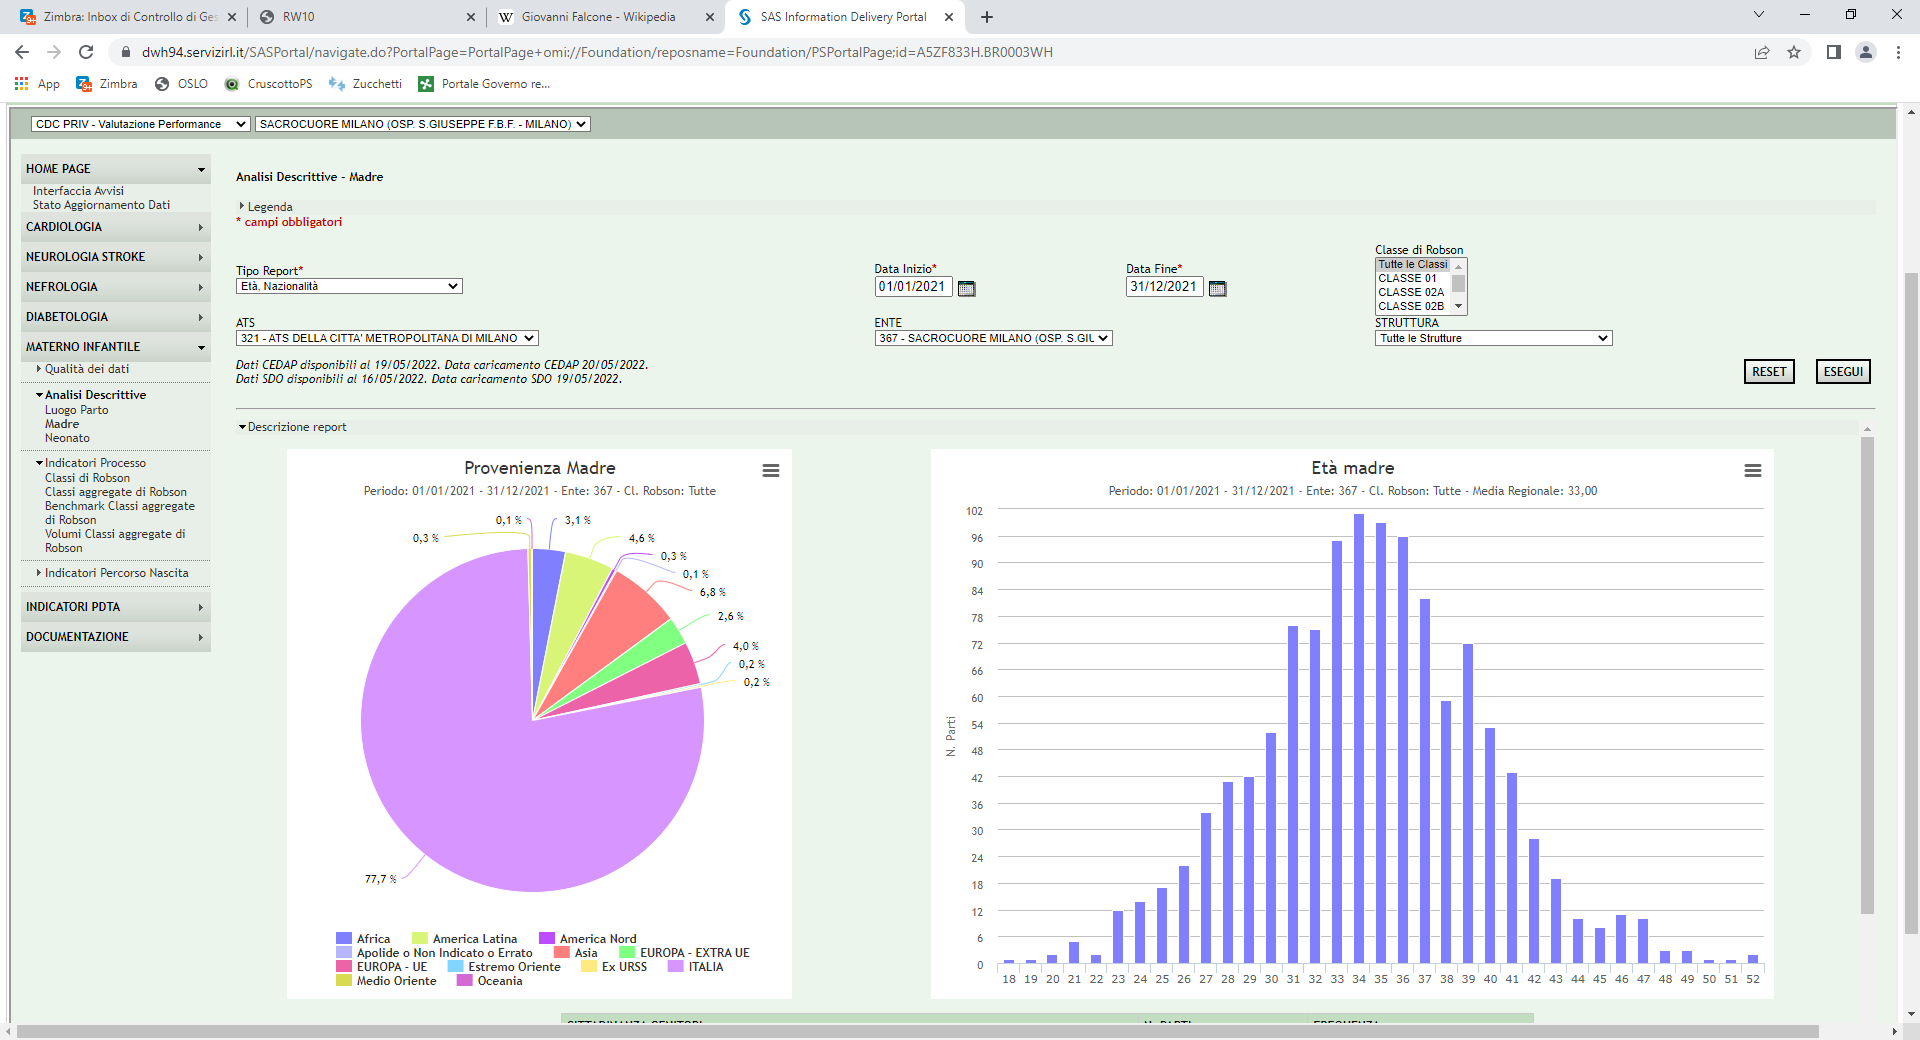 Zimbra: Inbox di Controllo di Ges
RW10
Giovanni Falcone - Wikipedia
SAS Information Delivery Portal
dwh94.servizirl.it/SASPortal/navigate.do?PortalPage=PortalPage+omi://Foundation/reposname=Foundation/PSPortalPage;id=A5ZF833H.BR0003WH
App
Zimbra
OSLO
CruscottoPS
Zucchetti
Portale Governo re...
CDC PRIV - Valutazione Performance
SACROCUORE MILANO (OSP. S.GIUSEPPE F.B.F. - MILANO)
HOME PAGE
Interfaccia Avvisi
Stato Aggiornamento Dati
CARDIOLOGIA
NEUROLOGIA STROKE
NEFROLOGIA
DIABETOLOGIA
MATERNO INFANTILE
Qualità dei dati
Analisi Descrittive
Luogo Parto
Madre
Neonato
Indicatori Processo
Classi di Robson
Classi aggregate di Robson
Benchmark Classi aggregate
di Robson
Volumi Classi aggregate di
Robson
Indicatori Percorso Nascita
INDICATORI PDTA
DOCUMENTAZIONE
Analisi Descrittive - Madre
Legenda
* campi obbligatori
Tipo Report*
Età, Nazionalità
Data Inizio*
01/01/2021
Data Fine*
31/12/2021
Classe di Robson
Tutte le Classi
CLASSE 01
CLASSE 02A
CLASSE 02B
ATS
321 - ATS DELLA CITTA' METROPOLITANA DI MILANO
ENTE
367 - SACROCUORE MILANO (OSP. S.GIU
STRUTTURA
Tutte le Strutture
Dati CEDAP disponibili al 19/05/2022. Data caricamento CEDAP 20/05/2022.
Dati SDO disponibili al 16/05/2022. Data caricamento SDO 19/05/2022.
RESET
ESEGUI
Descrizione report
Provenienza Madre
Periodo: 01/01/2021 - 31/12/2021 - Ente: 367 - Cl. Robson: Tutte
0,1 %
3,1 %
0,3 %
4,6 %
0,3 %
0,1 %
6,8 %
2,6 %
4,0 %
0,2 %
0,2 %
77,7 %
Africa
America Latina
America Nord
Apolide o Non Indicato o Errato
Asia
EUROPA - EXTRA UE
EUROPA - UE
Estremo Oriente
Ex URSS
ITALIA
Medio Oriente
Oceania
Età madre
Periodo: 01/01/2021 - 31/12/2021 - Ente: 367 - Cl. Robson: Tutte - Media Regionale: 33,00
N. Parti
102
96
90
84
78
72
66
60
54
48
42
36
30
24
18
12
6
0
18 19 20 21 22 23 24 25 26 27 28 29 30 31 32 33 34 35 36 37 38 39 40 41 42 43 44 45 46 47 48 49 50 51 52
CITTADINANZA GENITORI
N. PARTI
FREQUENZA